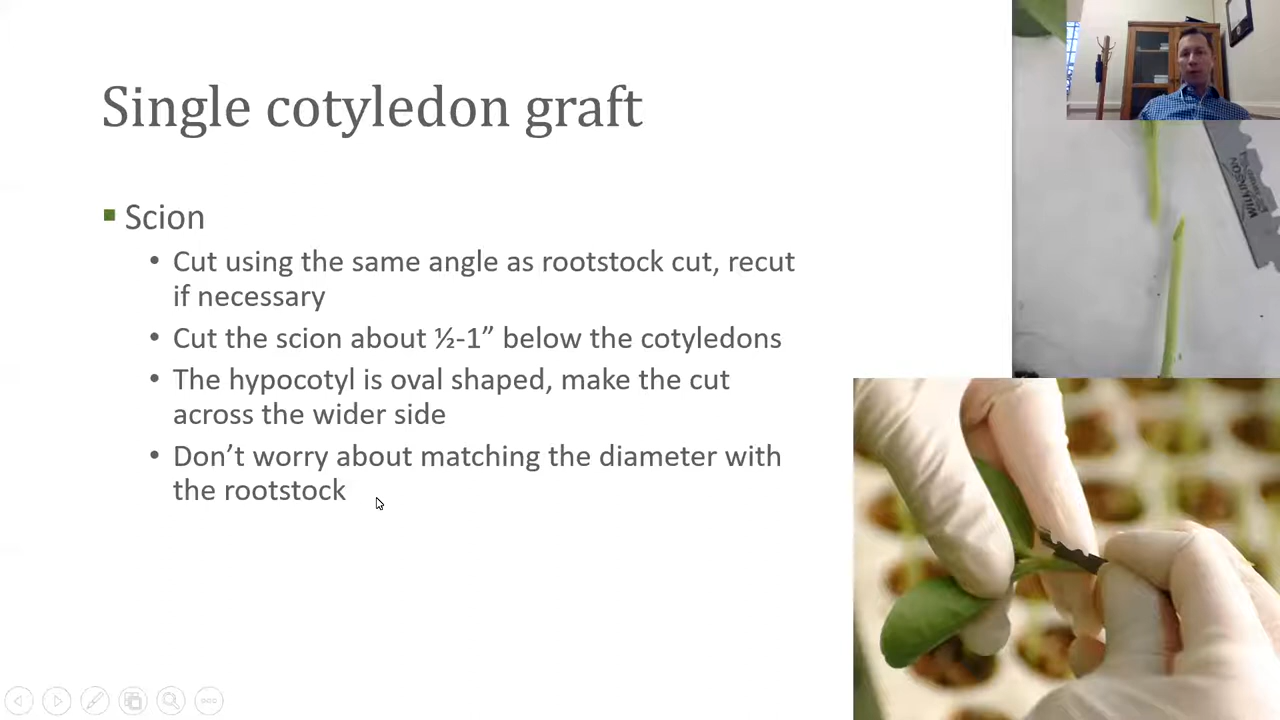 Single cotyledon graft
Scion
Cut using the same angle as rootstock cut, recut
if necessary
Cut the scion about ½-1” below the cotyledons
The hypocotyl is oval shaped, make the cut
across the wider side
Don’t worry about matching the diameter with
the rootstock
WILKINSON